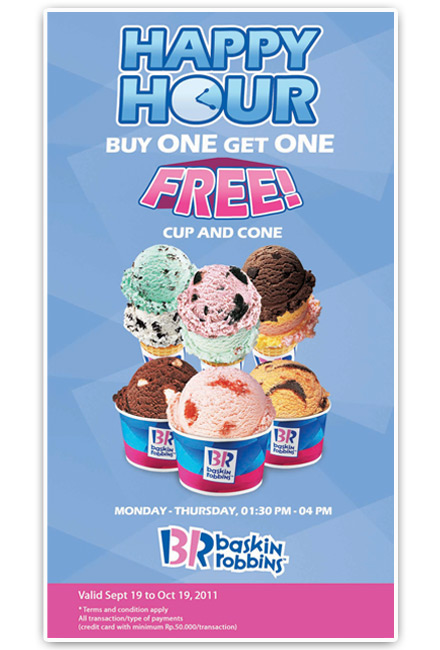 HAPPY
HOUR
BUY ONE GET ONE
FREE!
CUP AND CONE
BR
baskin
robbins
BR
baskin
robbins
BR
baskin
robbins
MONDAY - THURSDAY, 01:30 PM - 04 PM
BR baskin
robbins™
Valid Sept 19 to Oct 19, 2011
* Terms and condition apply
All transaction/type of payments
(credit card with minimum Rp.50.000/transaction)